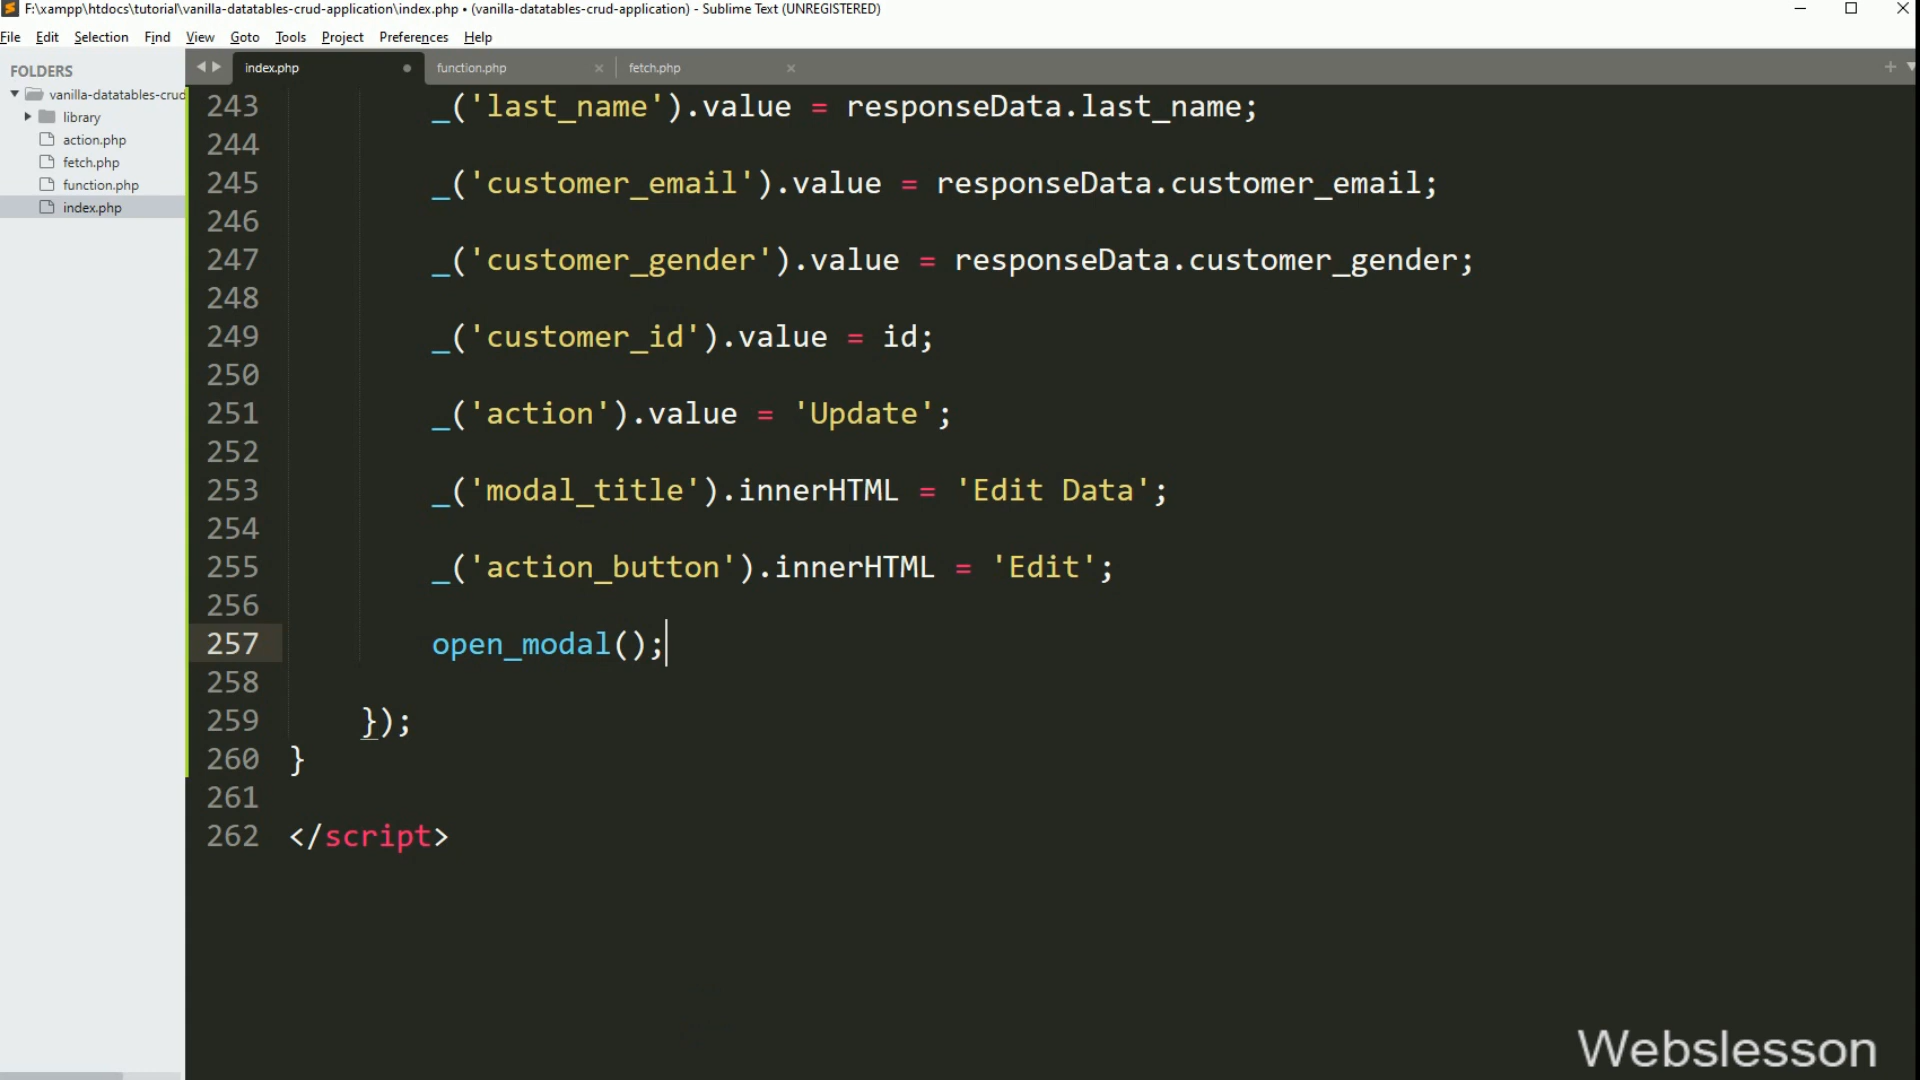 F:\xampp\htdocs\tutorial\vanilla-datatables-crud-application\index.php • (vanilla-datatables-crud-application) - Sublime Text (UNREGISTERED)
File Edit Selection Find View Goto Tools Project Preferences Help
FOLDERS
vanilla-datatables-crud
library
action.php
fetch.php
function.php
index.php
index.php function.php fetch.php
243 _('last_name').value = responseData.last_name;
244
245 _('customer_email').value = responseData.customer_email;
246
247 _('customer_gender').value = responseData.customer_gender;
248
249 _('customer_id').value = id;
250
251 _('action').value = 'Update';
252
253 _('modal_title').innerHTML = 'Edit Data';
254
255 _('action_button').innerHTML = 'Edit';
256
257 open_modal();
258
259 });
260 }
261
262 </script>
Webslesson